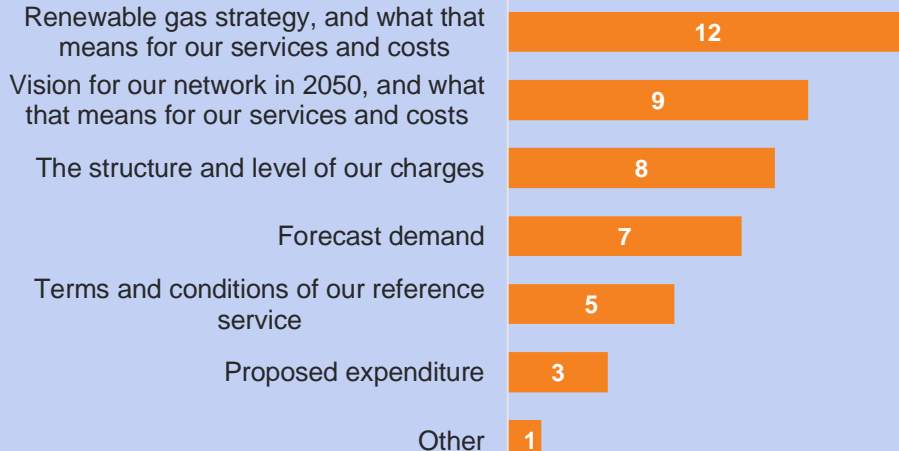 Renewable gas strategy, and what that
means for our services and costs
12
Vision for our network in 2050, and what
that means for our services and costs
9
The structure and level of our charges
8
Forecast demand
7
Terms and conditions of our reference
service
5
Proposed expenditure
3
Other
1